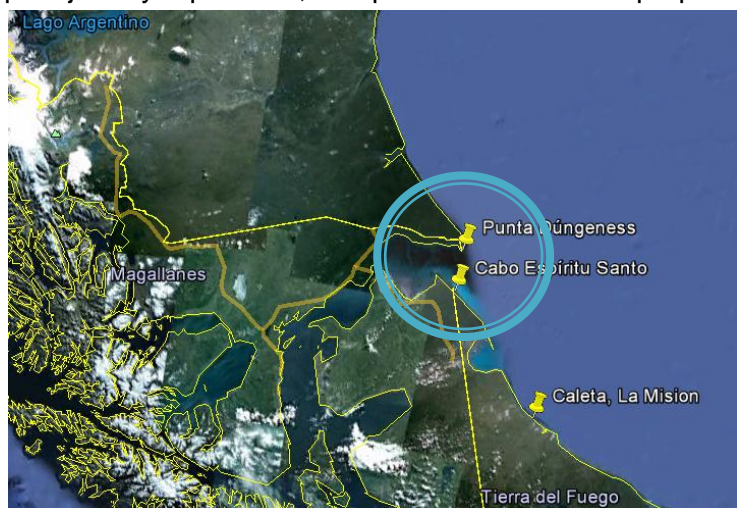 Lago Argentino
Punta Dúngeness
Cabo Espíritu Santo
Magallanes
Caleta, La Mision
Tierra del Fuego